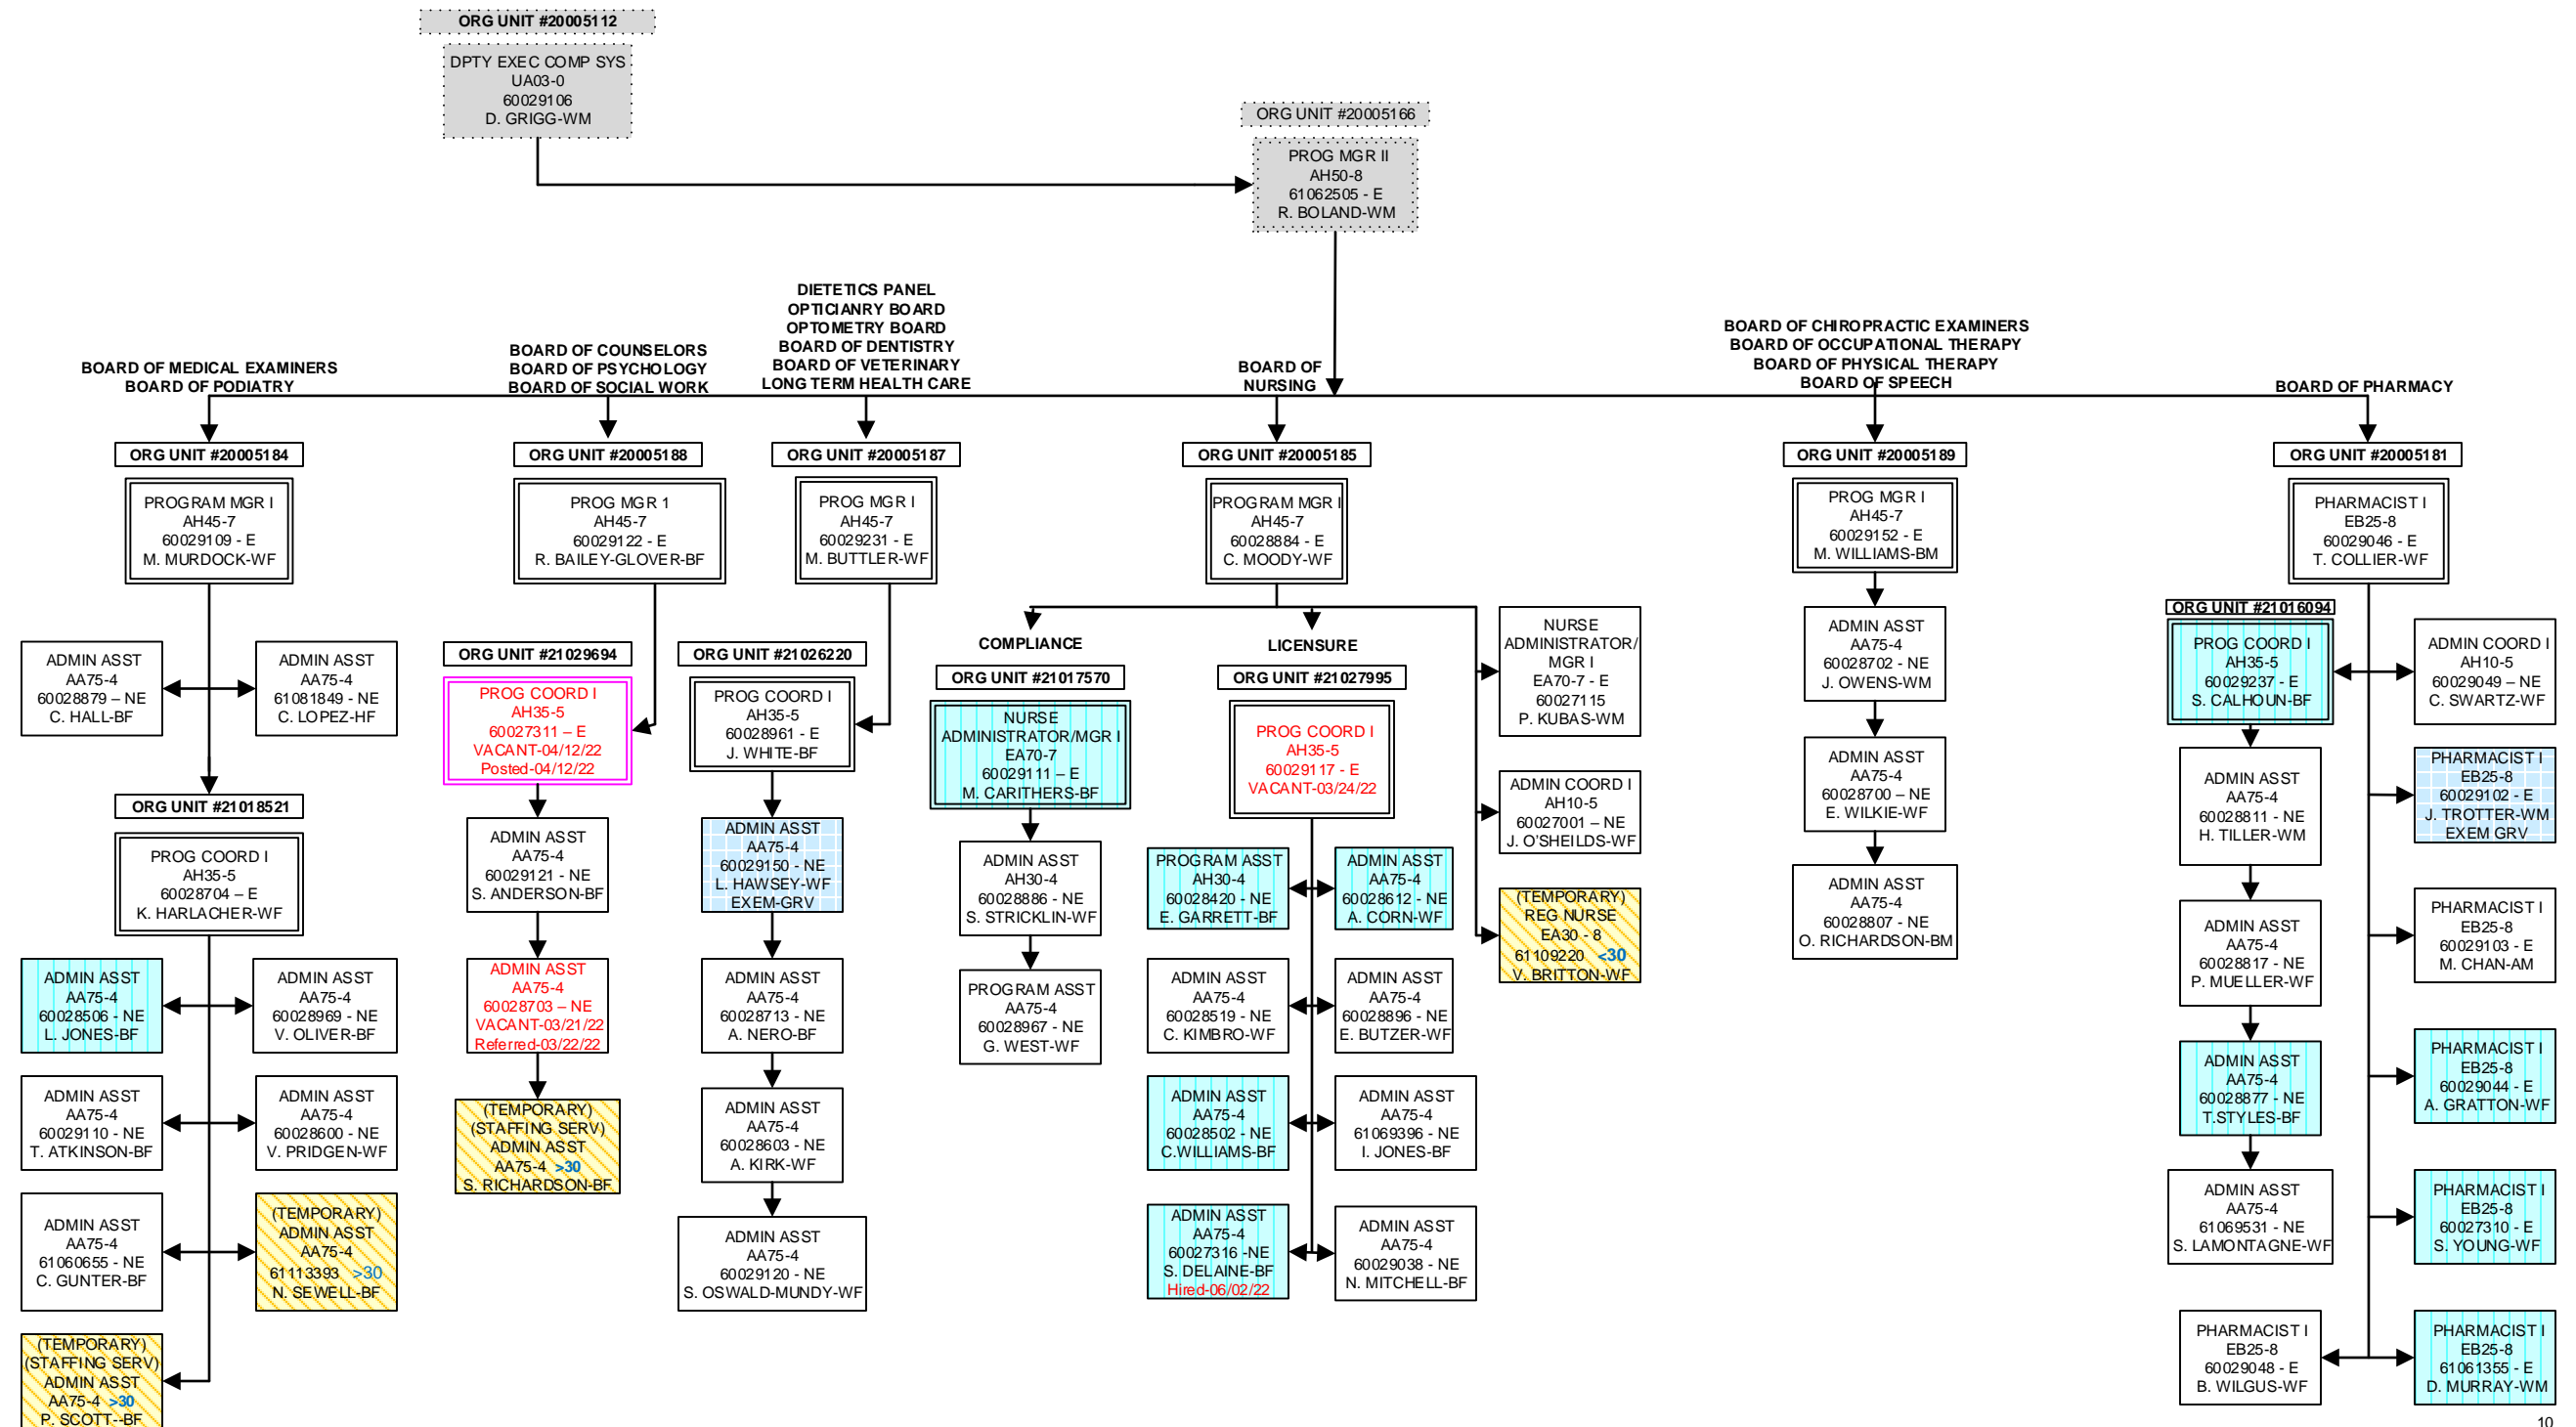 ORG UNIT #20005112
DPTY EXEC COMP SYS
UA03-0
60029106
D. GRIGG-WM
ORG UNIT #20005166
PROG MGR II
AH50-8
61062505 - E
R. BOLAND-WM
BOARD OF MEDICAL EXAMINERS
BOARD OF PODIATRY
BOARD OF COUNSELORS
BOARD OF PSYCHOLOGY
BOARD OF SOCIAL WORK
DIETETICS PANEL
OPTICIANRY BOARD
OPTOMETRY BOARD
BOARD OF DENTISTRY
BOARD OF VETERINARY
LONG TERM HEALTH CARE
BOARD OF
NURSING
BOARD OF CHIROPRACTIC EXAMINERS
BOARD OF OCCUPATIONAL THERAPY
BOARD OF PHYSICAL THERAPY
BOARD OF SPEECH
BOARD OF PHARMACY
ORG UNIT #20005184
PROGRAM MGR I
AH45-7
60029109 - E
M. MURDOCK-WF
ADMIN ASST
AA75-4
60028879 – NE
C. HALL-BF
ADMIN ASST
AA75-4
61081849 - NE
C. LOPEZ-HF
ORG UNIT #21018521
PROG COORD I
AH35-5
60028704 – E
K. HARLACHER-WF
ADMIN ASST
AA75-4
60028506 - NE
L. JONES-BF
ADMIN ASST
AA75-4
60028969 - NE
V. OLIVER-BF
ADMIN ASST
AA75-4
60029110 - NE
T. ATKINSON-BF
ADMIN ASST
AA75-4
60028600 - NE
V. PRIDGEN-WF
ADMIN ASST
AA75-4
61060655 - NE
C. GUNTER-BF
(TEMPORARY)
ADMIN ASST
AA75-4
61113393 >30
N. SEWELL-BF
(TEMPORARY)
(STAFFING SERV)
ADMIN ASST
AA75-4 >30
P. SCOTT--BF
ORG UNIT #20005188
PROG MGR 1
AH45-7
60029122 - E
R. BAILEY-GLOVER-BF
ORG UNIT #21029694
PROG COORD I
AH35-5
60027311 – E
VACANT-04/12/22
Posted-04/12/22
ADMIN ASST
AA75-4
60029121 - NE
S. ANDERSON-BF
ADMIN ASST
AA75-4
60028703 – NE
VACANT-03/21/22
Referred-03/22/22
(TEMPORARY)
(STAFFING SERV)
ADMIN ASST
AA75-4 >30
S. RICHARDSON-BF
ORG UNIT #20005187
PROG MGR I
AH45-7
60029231 - E
M. BUTTLER-WF
ORG UNIT #21026220
PROG COORD I
AH35-5
60028961 - E
J. WHITE-BF
ADMIN ASST
AA75-4
60029150 - NE
L. HAWSEY-WF
EXEM-GRV
ADMIN ASST
AA75-4
60028713 - NE
A. NERO-BF
ADMIN ASST
AA75-4
60028603 - NE
A. KIRK-WF
ADMIN ASST
AA75-4
60029120 - NE
S. OSWALD-MUNDY-WF
ORG UNIT #20005185
PROGRAM MGR I
AH45-7
60028884 - E
C. MOODY-WF
COMPLIANCE
ORG UNIT #21017570
NURSE
ADMINISTRATOR/MGR I
EA70-7
60029111 – E
M. CARITHERS-BF
ADMIN ASST
AH30-4
60028886 - NE
S. STRICKLIN-WF
PROGRAM ASST
AA75-4
60028967 - NE
G. WEST-WF
LICENSURE
ORG UNIT #21027995
PROG COORD I
AH35-5
60029117 - E
VACANT-03/24/22
PROGRAM ASST
AH30-4
60028420 - NE
E. GARRETT-BF
ADMIN ASST
AA75-4
60028612 - NE
A. CORN-WF
ADMIN ASST
AA75-4
60028519 - NE
C. KIMBRO-WF
ADMIN ASST
AA75-4
60028896 - NE
E. BUTZER-WF
ADMIN ASST
AA75-4
60028502 - NE
C.WILLIAMS-BF
ADMIN ASST
AA75-4
61069396 - NE
I. JONES-BF
ADMIN ASST
AA75-4
60027316 -NE
S. DELAINE-BF
Hired-06/02/22
ADMIN ASST
AA75-4
60029038 - NE
N. MITCHELL-BF
NURSE
ADMINISTRATOR/
MGR I
EA70-7 - E
60027115
P. KUBAS-WM
ADMIN COORD I
AH10-5
60027001 – NE
J. O'SHEILDS-WF
(TEMPORARY)
REG NURSE
EA30 - 8
61109220 <30
V. BRITTON-WF
ORG UNIT #20005189
PROG MGR I
AH45-7
60029152 - E
M. WILLIAMS-BM
ADMIN ASST
AA75-4
60028702 - NE
J. OWENS-WM
ADMIN ASST
AA75-4
60028700 – NE
E. WILKIE-WF
ADMIN ASST
AA75-4
60028807 - NE
O. RICHARDSON-BM
ORG UNIT #20005181
PHARMACIST I
EB25-8
60029046 - E
T. COLLIER-WF
ORG UNIT #21016094
PROG COORD I
AH35-5
60029237 - E
S. CALHOUN-BF
ADMIN COORD I
AH10-5
60029049 – NE
C. SWARTZ-WF
ADMIN ASST
AA75-4
60028811 - NE
H. TILLER-WM
PHARMACIST I
EB25-8
60029102 - E
J. TROTTER-WM
EXEM GRV
ADMIN ASST
AA75-4
60028817 - NE
P. MUELLER-WF
PHARMACIST I
EB25-8
60029103 - E
M. CHAN-AM
ADMIN ASST
AA75-4
60028877 - NE
T.STYLES-BF
PHARMACIST I
EB25-8
60029044 - E
A. GRATTON-WF
ADMIN ASST
AA75-4
61069531 - NE
S. LAMONTAGNE-WF
PHARMACIST I
EB25-8
60027310 - E
S. YOUNG-WF
PHARMACIST I
EB25-8
60029048 - E
B. WILGUS-WF
PHARMACIST I
EB25-8
61061355 - E
D. MURRAY-WM
10